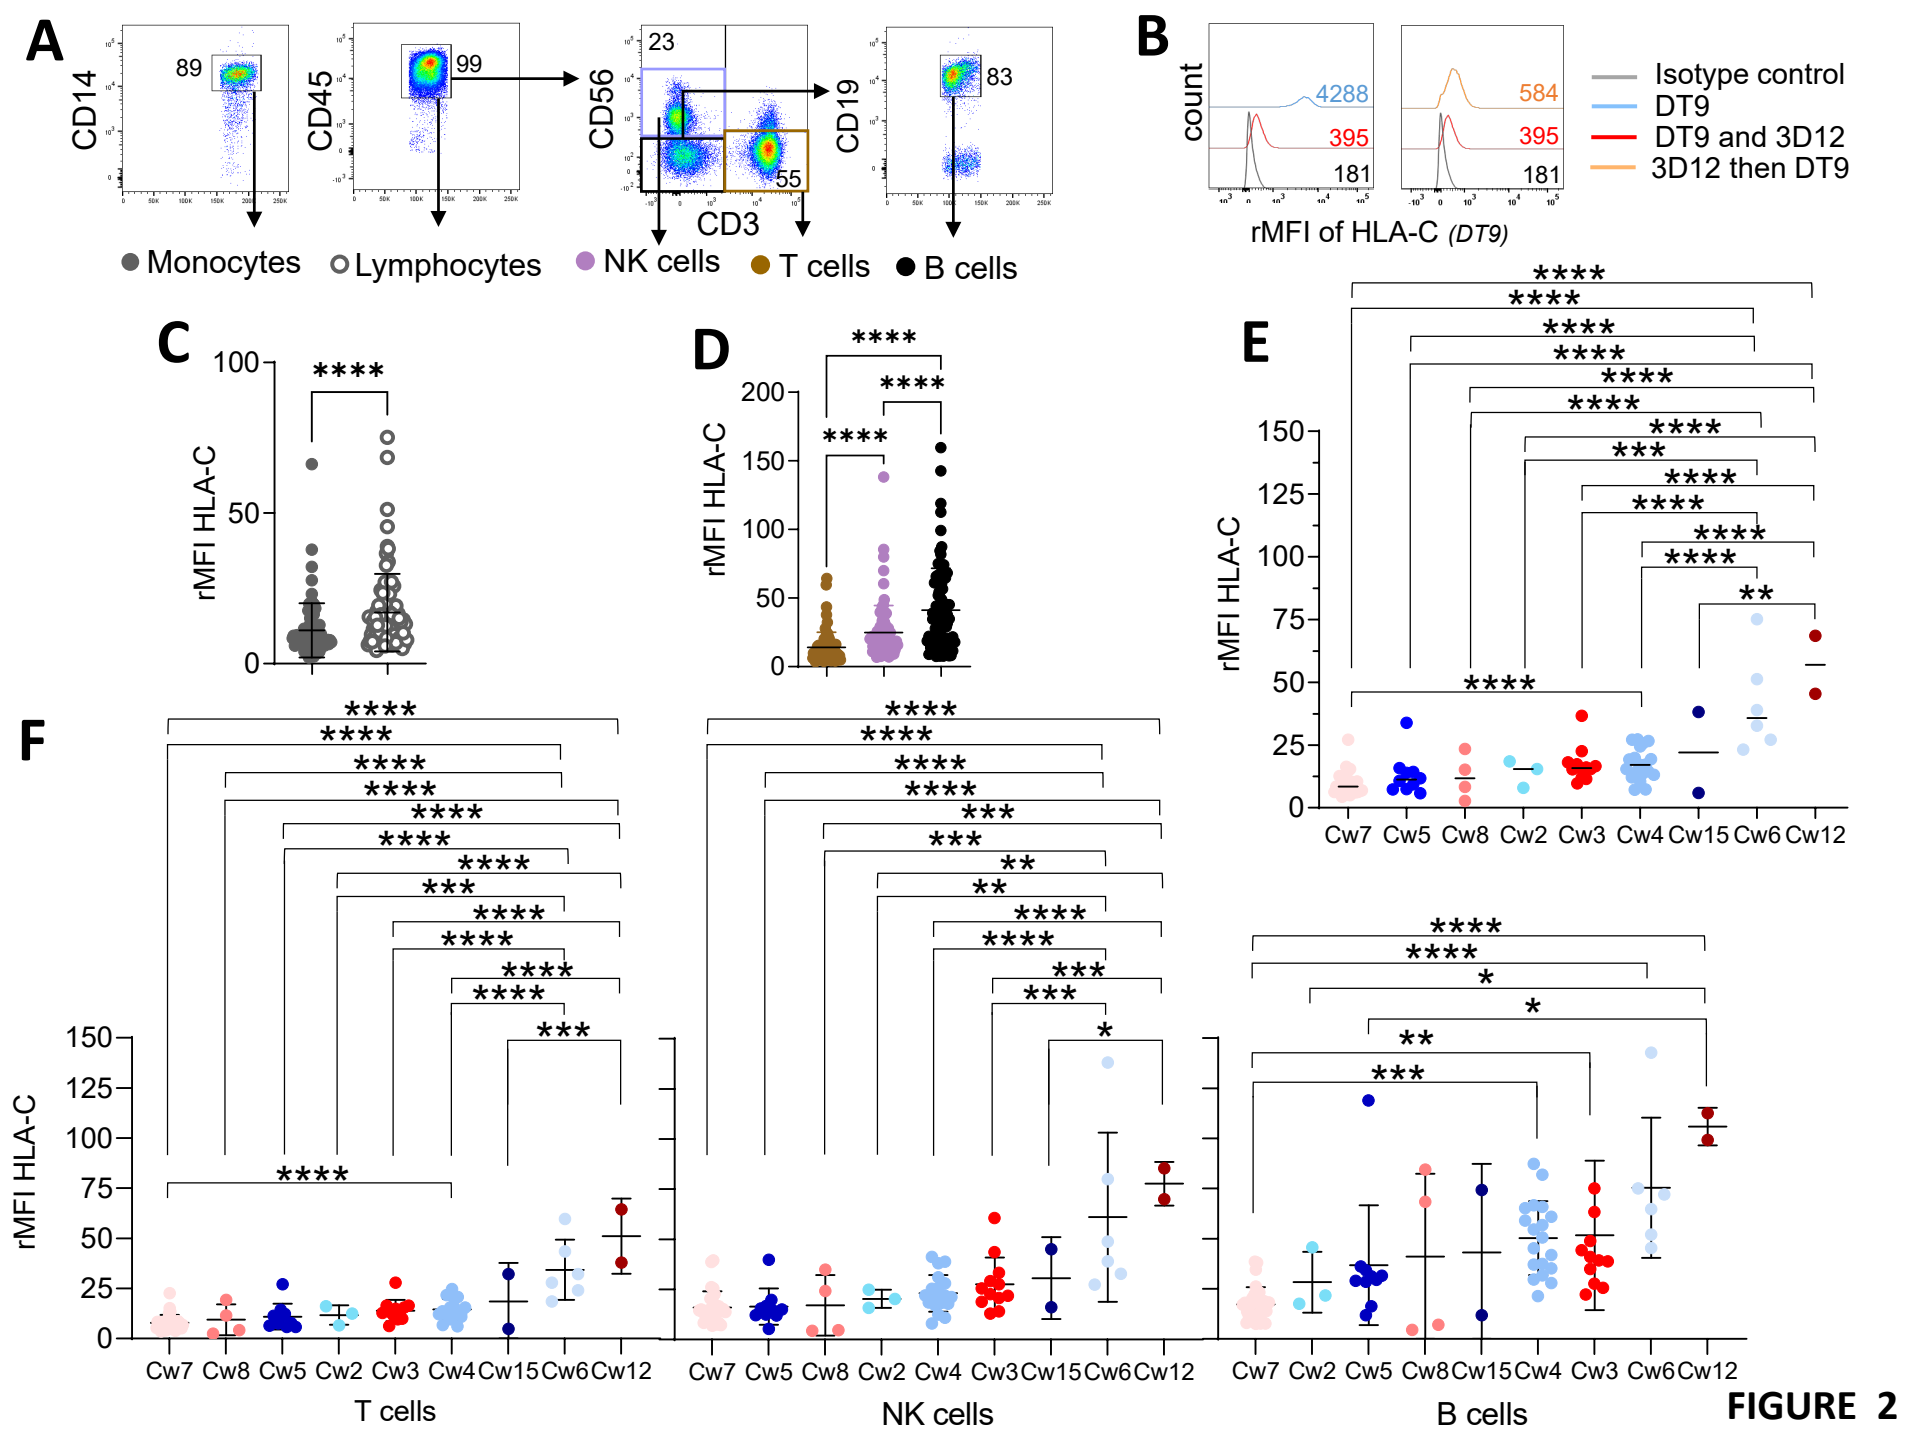 A
CD14
89
CD45
99
CD56
23
55
CD3
CD19
83
Monocytes
Lymphocytes
NK cells
T cells
B cells
B
count
4288
395
181
584
395
181
rMFI of HLA-C (DT9)
Isotype control
DT9
DT9 and 3D12
3D12 then DT9
C
rMFI HLA-C
100
50
0
****
D
rMFI HLA-C
200
150
100
50
0
****
****
****
E
rMFI HLA-C
150
125
100
75
50
25
0
****
****
****
****
****
****
****
***
****
****
****
****
**
****
Cw7 Cw5 Cw8 Cw2 Cw3 Cw4 Cw15 Cw6 Cw12
F
rMFI HLA-C
150
125
100
75
50
25
0
****
****
****
****
****
****
****
***
****
****
****
****
***
****
Cw7 Cw8 Cw5 Cw2 Cw3 Cw4 Cw15 Cw6 Cw12
T cells
****
****
****
****
***
***
**
**
****
****
***
***
*
Cw7 Cw5 Cw8 Cw2 Cw4 Cw3 Cw15 Cw6 Cw12
NK cells
****
****
*
*
**
***
Cw7 Cw2 Cw5 Cw8 Cw15 Cw4 Cw3 Cw6 Cw12
B cells
FIGURE 2